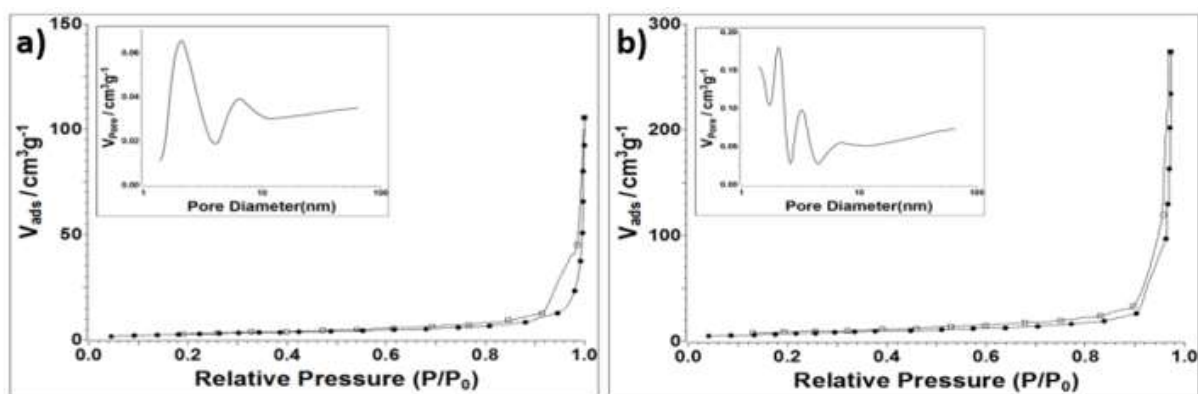 a)
150
100
50
0
V_ads / cm³g⁻¹
0.0 0.2 0.4 0.6 0.8 1.0
Relative Pressure (P/P₀)
0.06
0.04
0.02
0.00
V_Pore / cm³g⁻¹
1 10 100
Pore Diameter(nm)
b)
300
200
100
0
V_ads / cm³g⁻¹
0.0 0.2 0.4 0.6 0.8 1.0
Relative Pressure (P/P₀)
0.20
0.15
0.10
0.05
0.00
V_Pore / cm³g⁻¹
1 10 100
Pore Diameter(nm)